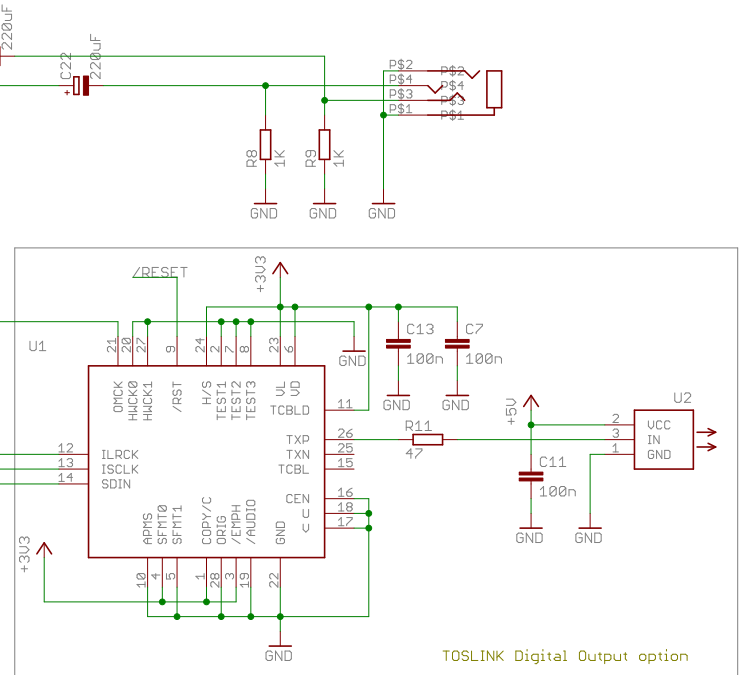 220uF
C22
220uF
+
P$2
P$2
P$4
P$4
P$3
P$3
P$1
P$1
R8
1K
R9
1K
GND
GND
GND
/RESET
+3V3
U1
21
20
27
9
24
2
7
8
23
6
GND
C13
100n
C7
100n
GND
GND
OMCK
HWCK0
HWCK1
/RST
H/S
TEST1
TEST2
TEST3
VL
VD
TCBLD
11
+5V
U2
R11
47
TXP
26
TXN
25
TCBL
15
2
VCC
3
IN
1
GND
12
ILRCK
13
ISCLK
14
SDIN
C11
100n
CEN
16
U
18
V
17
GND
GND
APMS
SFMT0
SFMT1
COPY/C
ORIG
/EMPH
/AUDIO
GND
+3V3
10
4
5
1
28
3
19
22
GND
TOSLINK Digital Output option